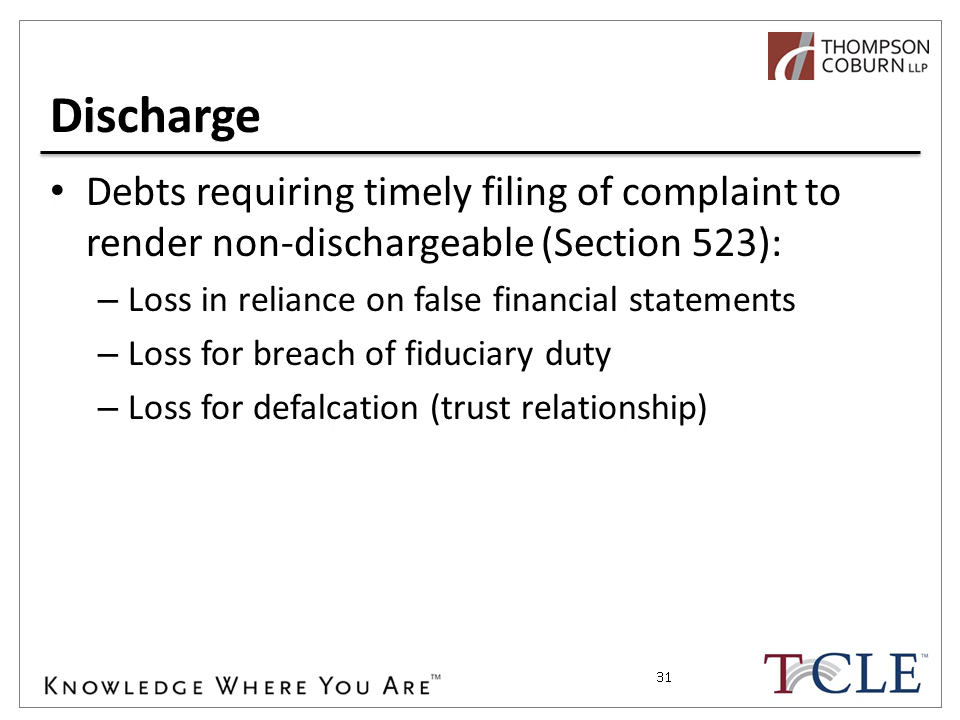 THOMPSON
COBURN LLP
Discharge
• Debts requiring timely filing of complaint to
render non-dischargeable (Section 523):
– Loss in reliance on false financial statements
– Loss for breach of fiduciary duty
– Loss for defalcation (trust relationship)
KNOWLEDGE WHERE YOU ARE™
31
TCLE™